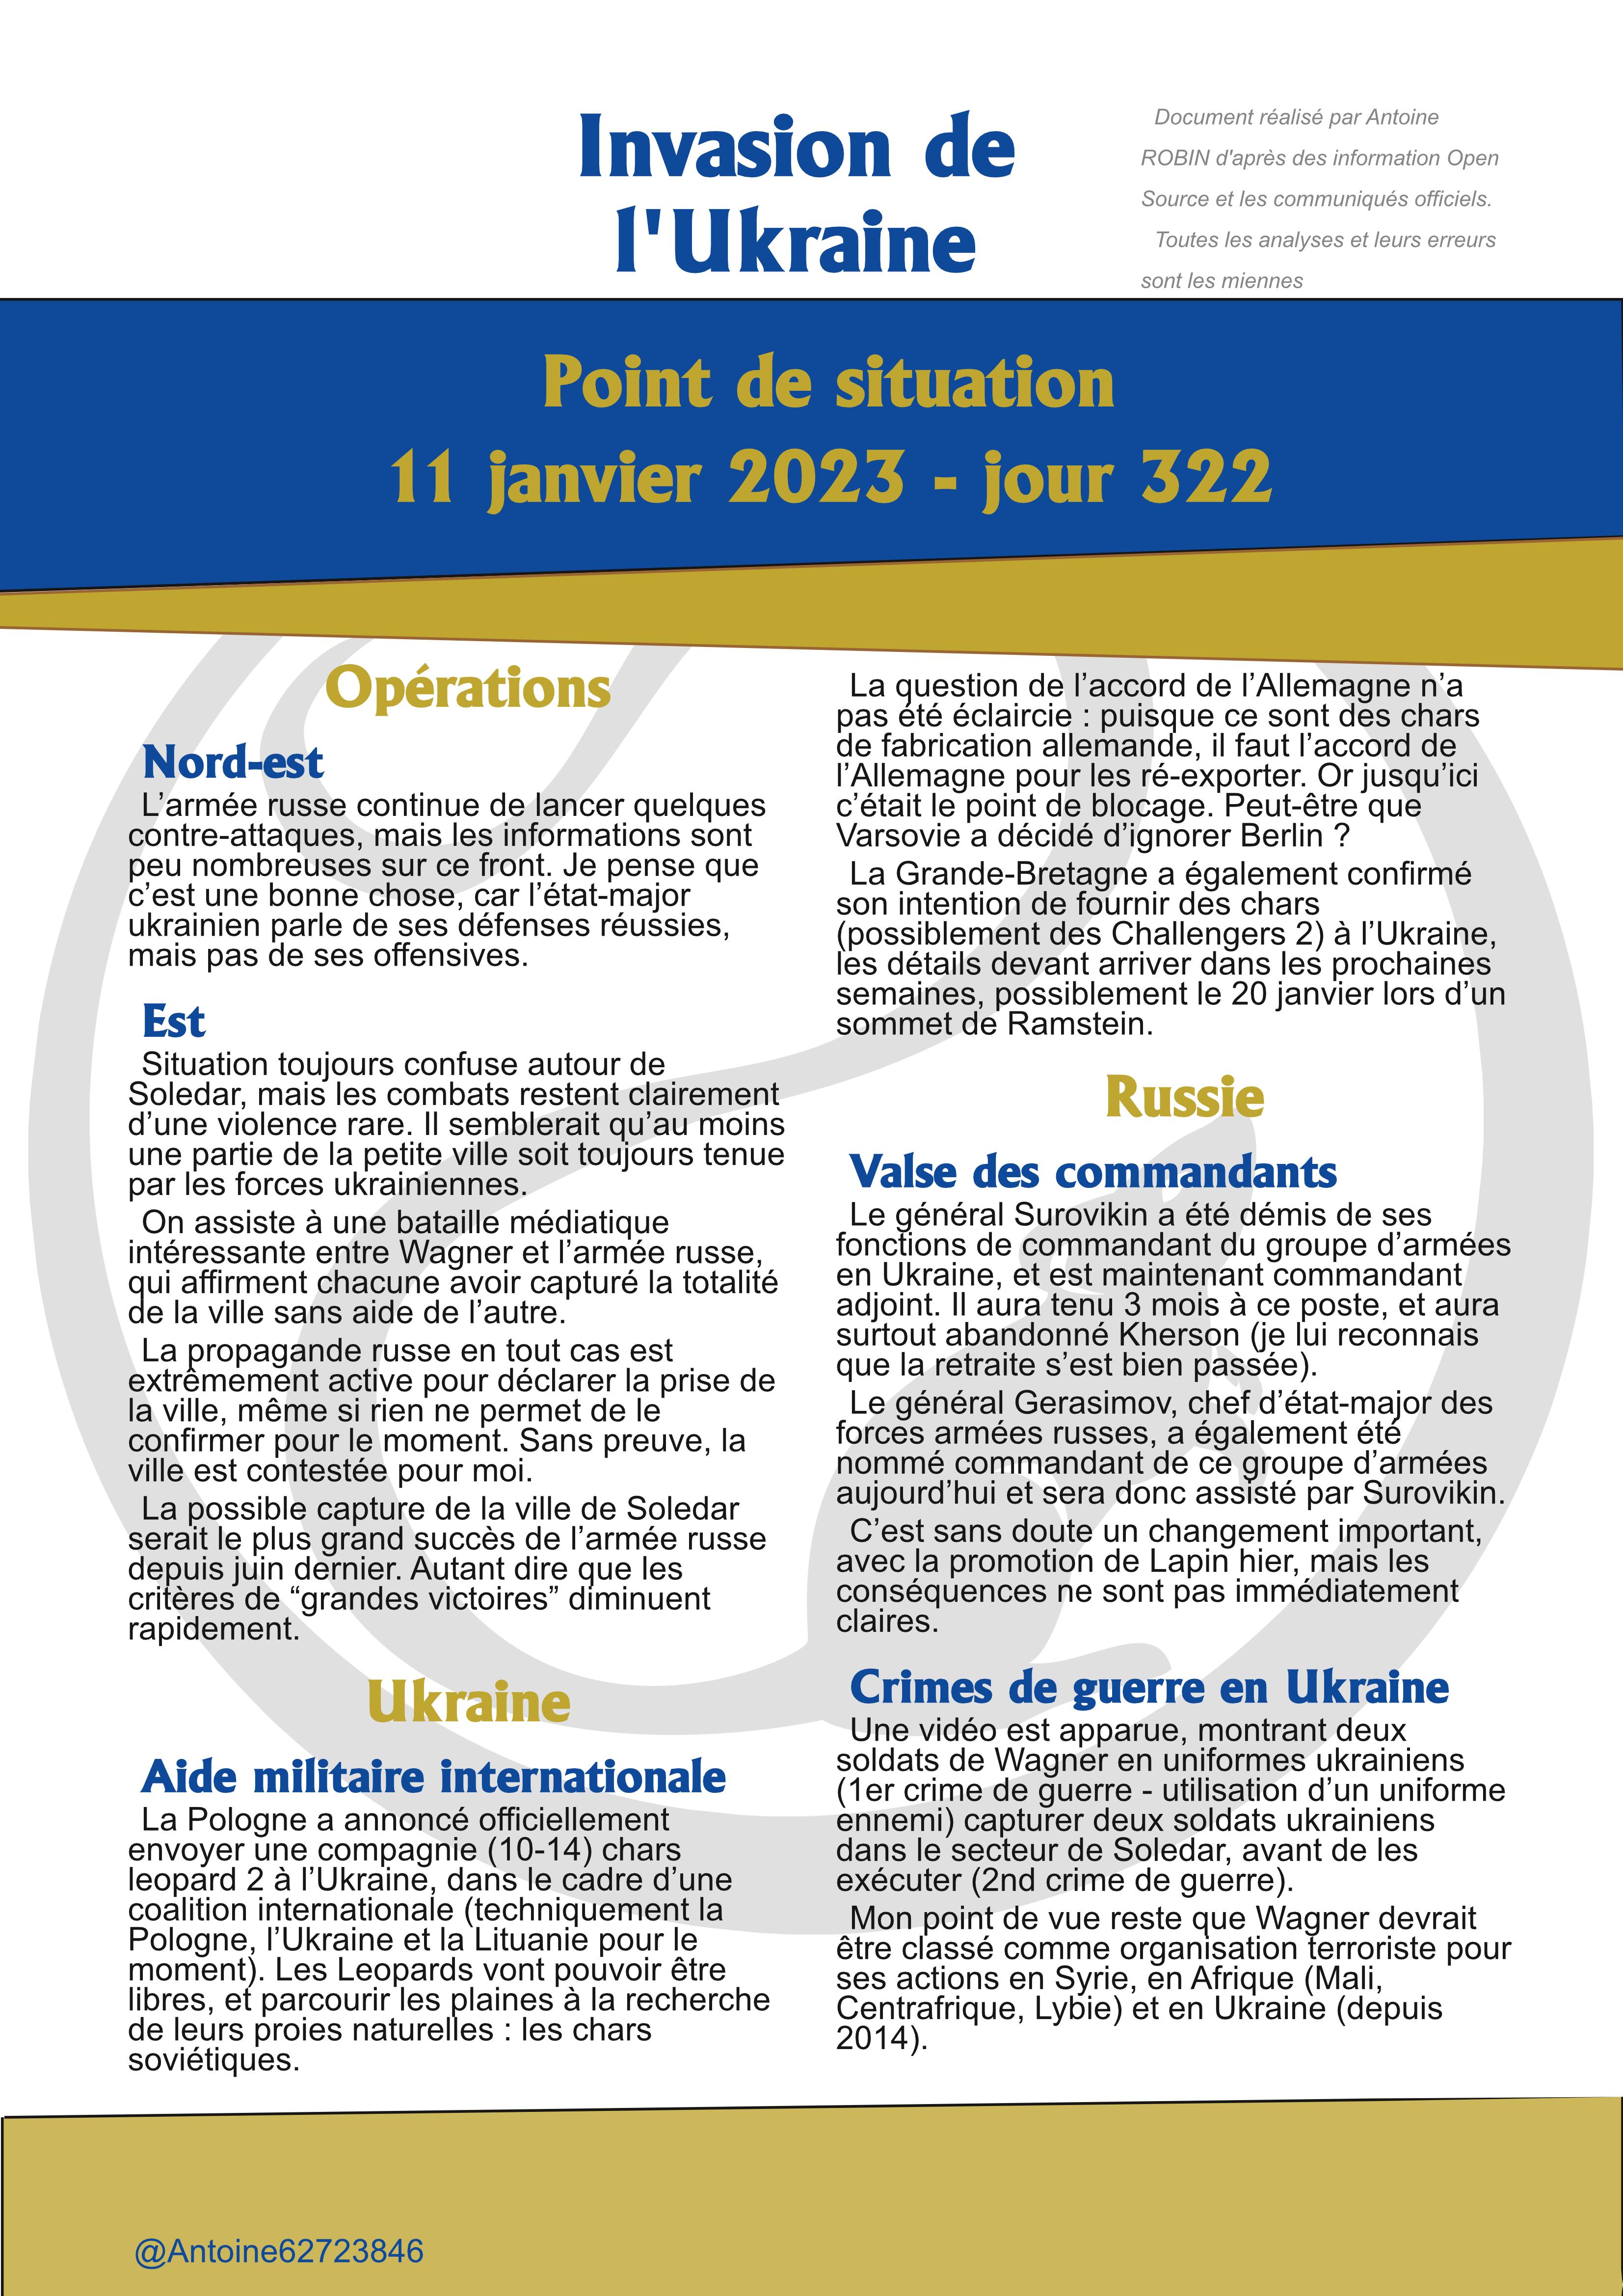 Invasion de
l'Ukraine
Document réalisé par Antoine
ROBIN d'après des information Open
Source et les communiqués officiels.
Toutes les analyses et leurs erreurs
sont les miennes
Point de situation
11 janvier 2023 - jour 322
Opérations
Nord-est
L’armée russe continue de lancer quelques
contre-attaques, mais les informations sont
peu nombreuses sur ce front. Je pense que
c’est une bonne chose, car l’état-major
ukrainien parle de ses défenses réussies,
mais pas de ses offensives.
Est
Situation toujours confuse autour de
Soledar, mais les combats restent clairement
d’une violence rare. Il semblerait qu’au moins
une partie de la petite ville soit toujours tenue
par les forces ukrainiennes.
On assiste à une bataille médiatique
intéressante entre Wagner et l’armée russe,
qui affirment chacune avoir capturé la totalité
de la ville sans aide de l’autre.
La propagande russe en tout cas est
extrêmement active pour déclarer la prise de
la ville, même si rien ne permet de le
confirmer pour le moment. Sans preuve, la
ville est contestée pour moi.
La possible capture de la ville de Soledar
serait le plus grand succès de l’armée russe
depuis juin dernier. Autant dire que les
critères de “grandes victoires” diminuent
rapidement.
Ukraine
Aide militaire internationale
La Pologne a annoncé officiellement
envoyer une compagnie (10-14) chars
leopard 2 à l’Ukraine, dans le cadre d’une
coalition internationale (techniquement la
Pologne, l’Ukraine et la Lituanie pour le
moment). Les Leopards vont pouvoir être
libres, et parcourir les plaines à la recherche
de leurs proies naturelles : les chars
soviétiques.
La question de l’accord de l’Allemagne n’a
pas été éclaircie : puisque ce sont des chars
de fabrication allemande, il faut l’accord de
l’Allemagne pour les ré-exporter. Or jusqu’ici
c’était le point de blocage. Peut-être que
Varsovie a décidé d’ignorer Berlin ?
La Grande-Bretagne a également confirmé
son intention de fournir des chars
(possiblement des Challengers 2) à l’Ukraine,
les détails devant arriver dans les prochaines
semaines, possiblement le 20 janvier lors d’un
sommet de Ramstein.
Russie
Valse des commandants
Le général Surovikin a été démis de ses
fonctions de commandant du groupe d’armées
en Ukraine, et est maintenant commandant
adjoint. Il aura tenu 3 mois à ce poste, et aura
surtout abandonné Kherson (je lui reconnais
que la retraite s’est bien passée).
Le général Gerasimov, chef d’état-major des
forces armées russes, a également été
nommé commandant de ce groupe d’armées
aujourd’hui et sera donc assisté par Surovikin.
C’est sans doute un changement important,
avec la promotion de Lapin hier, mais les
conséquences ne sont pas immédiatement
claires.
Crimes de guerre en Ukraine
Une vidéo est apparue, montrant deux
soldats de Wagner en uniformes ukrainiens
(1er crime de guerre - utilisation d’un uniforme
ennemi) capturer deux soldats ukrainiens
dans le secteur de Soledar, avant de les
exécuter (2nd crime de guerre).
Mon point de vue reste que Wagner devrait
être classé comme organisation terroriste pour
ses actions en Syrie, en Afrique (Mali,
Centrafrique, Lybie) et en Ukraine (depuis
2014).
@Antoine62723846